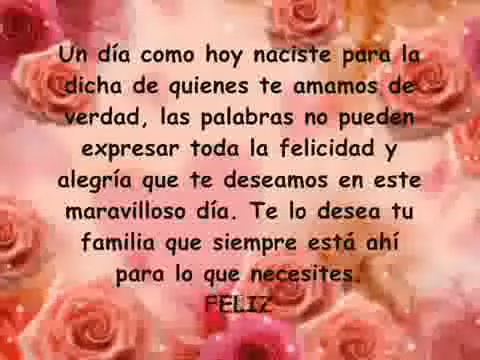 Un día como hoy naciste para la
dicha de quienes te amamos de
verdad, las palabras no pueden
expresar toda la felicidad y
alegría que te deseamos en este
maravilloso día. Te lo desea tu
familia que siempre está ahí
para lo que necesites.
FELIZ